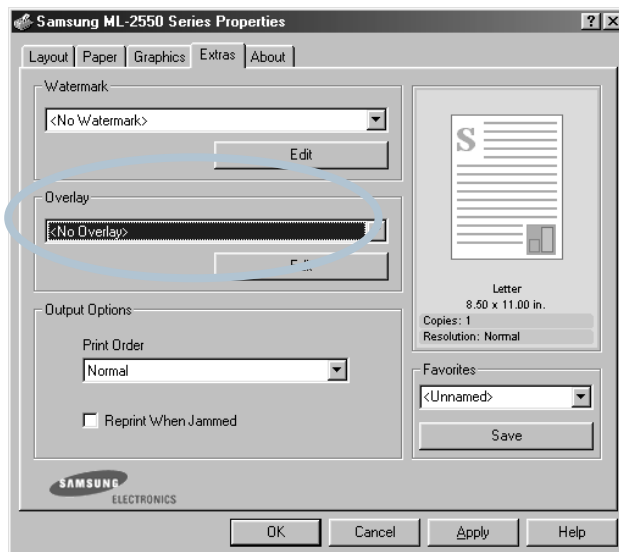 Samsung ML-2550 Series Properties
Layout Paper Graphics Extras About
Watermark
<No Watermark>
Edit
Overlay
<No Overlay>
Edit
Output Options
Print Order
Normal
Reprint When Jammed
S
Letter
8.50 x 11.00 in.
Copies: 1
Resolution: Normal
Favorites
<Unnamed>
Save
SAMSUNG
ELECTRONICS
OK Cancel Apply Help